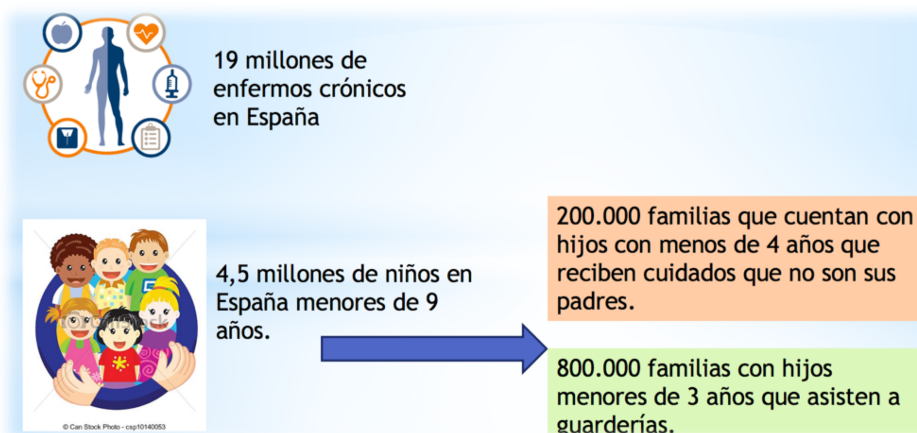 19 millones de
enfermos crónicos
en España
4,5 millones de niños en
España menores de 9
años.
© Can Stock Photo - csp10140053
200.000 familias que cuentan con
hijos con menos de 4 años que
reciben cuidados que no son sus
padres.
800.000 familias con hijos
menores de 3 años que asisten a
guarderías.